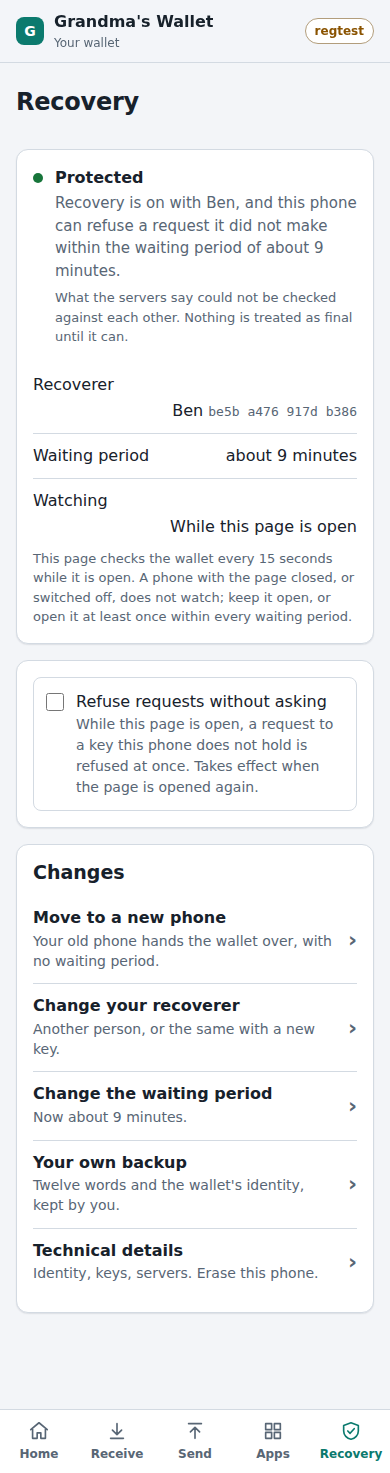 G
Grandma's Wallet
Your wallet
regtest
Recovery
Protected
Recovery is on with Ben, and this phone
can refuse a request it did not make
within the waiting period of about 9
minutes.
What the servers say could not be checked
against each other. Nothing is treated as final
until it can.
Recoverer
Ben be5b a476 917d b386
Waiting period about 9 minutes
Watching
While this page is open
This page checks the wallet every 15 seconds
while it is open. A phone with the page closed, or
switched off, does not watch; keep it open, or
open it at least once within every waiting period.
Refuse requests without asking
While this page is open, a request to
a key this phone does not hold is
refused at once. Takes effect when
the page is opened again.
Changes
Move to a new phone
Your old phone hands the wallet over, with
no waiting period.
Change your recoverer
Another person, or the same with a new
key.
Change the waiting period
Now about 9 minutes.
Your own backup
Twelve words and the wallet's identity,
kept by you.
Technical details
Identity, keys, servers. Erase this phone.
Home Receive Send Apps Recovery